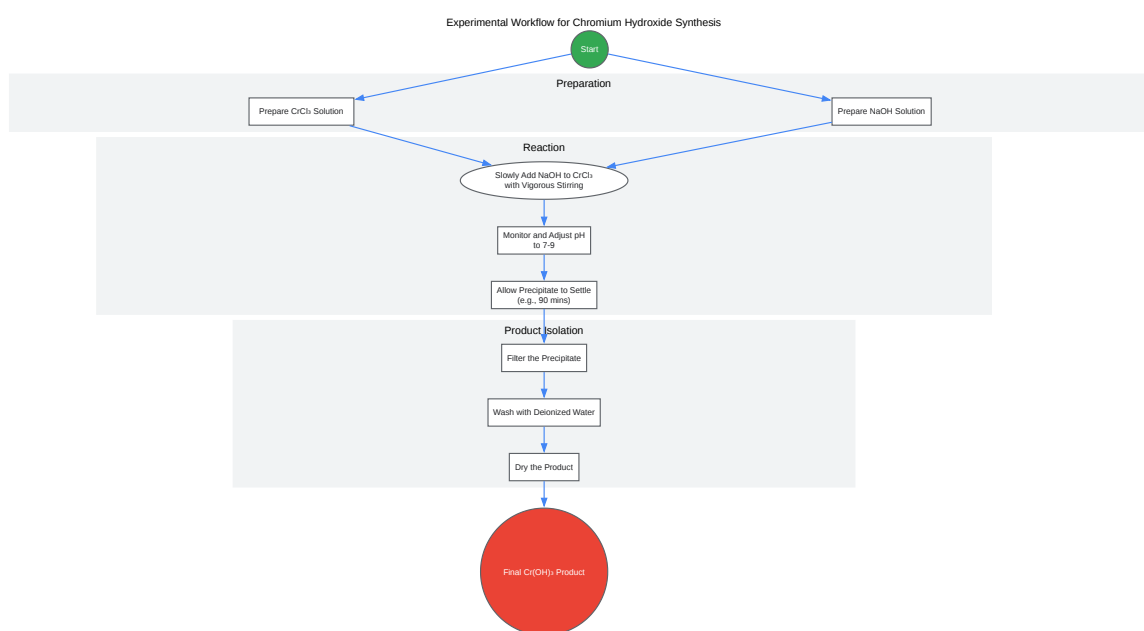 Experimental Workflow for Chromium Hydroxide Synthesis
Start
Preparation
Prepare CrCl₃ Solution
Prepare NaOH Solution
Reaction
Slowly Add NaOH to CrCl₃
with Vigorous Stirring
Monitor and Adjust pH
to 7-9
Allow Precipitate to Settle
(e.g., 90 mins)
Product Isolation
Filter the Precipitate
Wash with Deionized Water
Dry the Product
Final Cr(OH)₃ Product